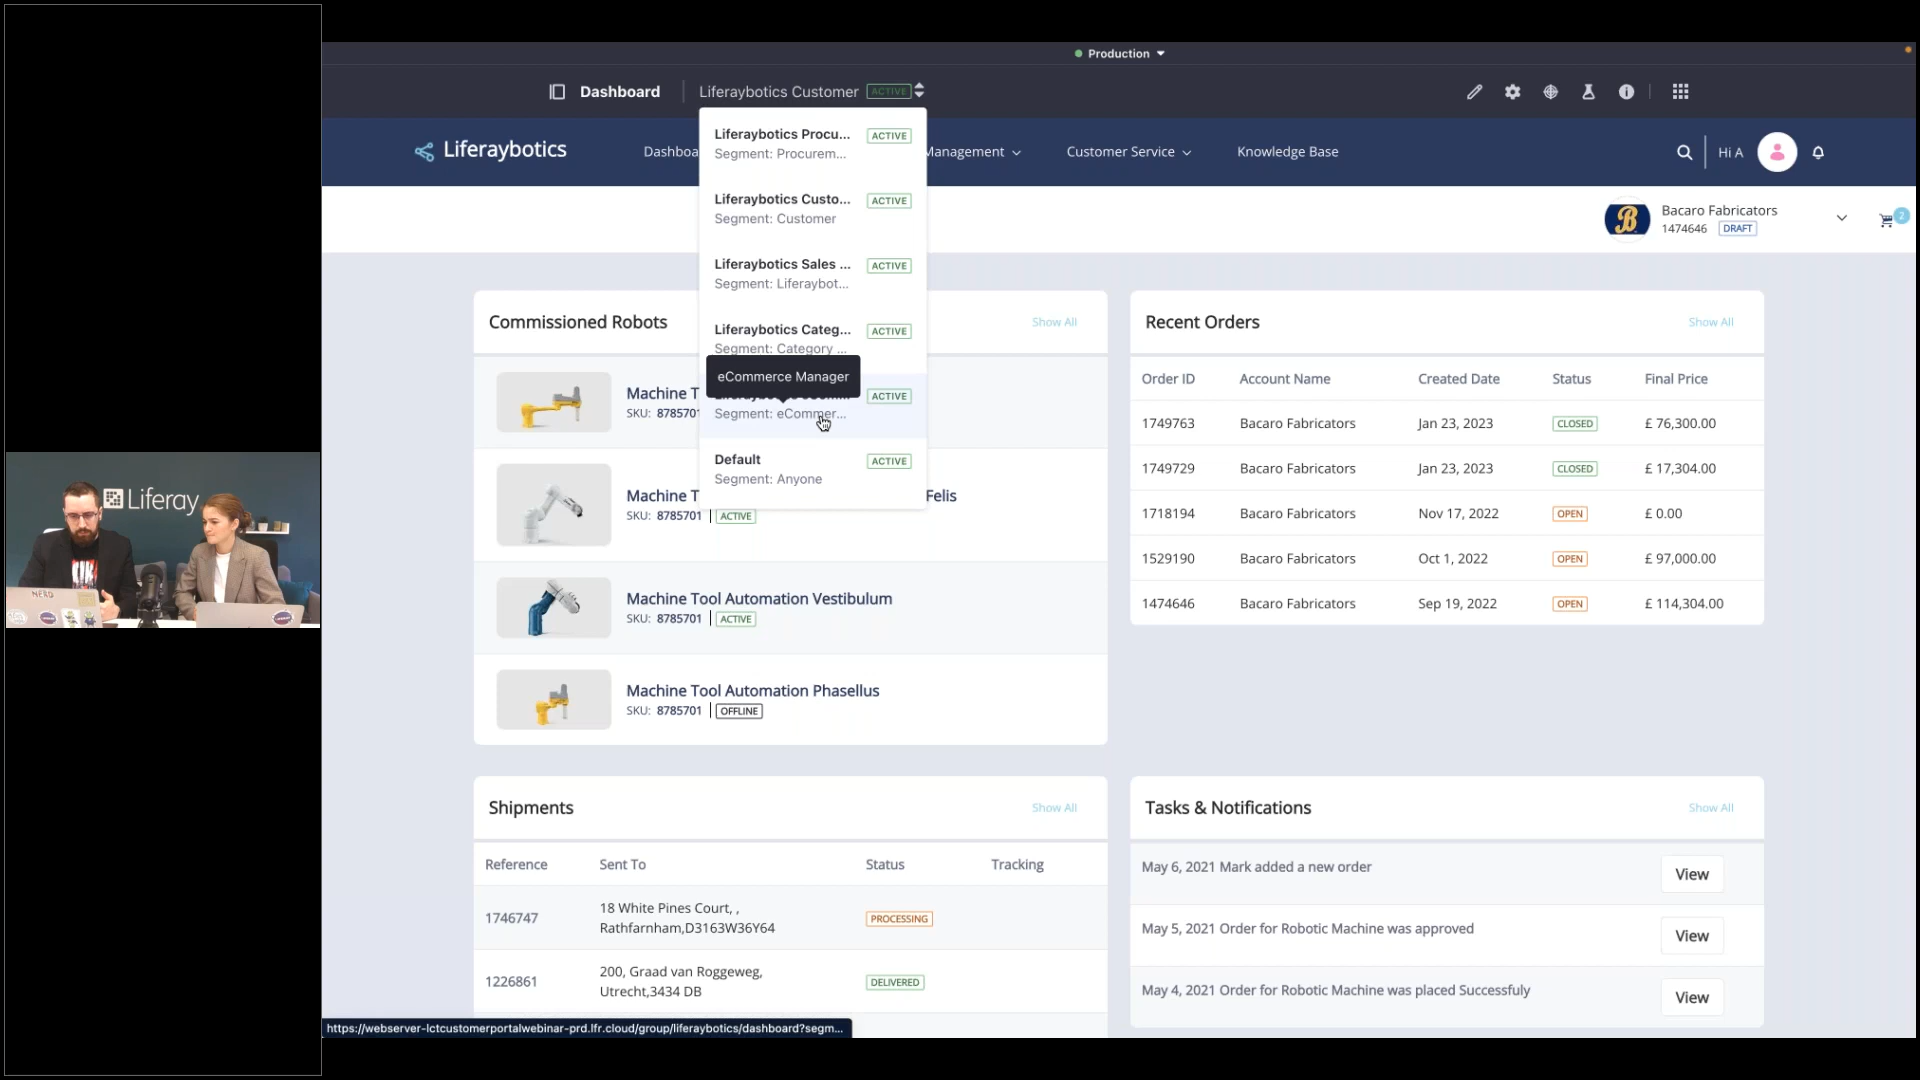 Production
Dashboard
Liferaybotics Customer ACTIVE
Liferaybotics
Dashboa
Management
Customer Service
Knowledge Base
Hi A
Liferaybotics Procu... ACTIVE
Segment: Procurem...
Liferaybotics Custo... ACTIVE
Segment: Customer
Liferaybotics Sales ... ACTIVE
Segment: Liferaybot...
Liferaybotics Categ... ACTIVE
Segment: Category ...
eCommerce Manager
ACTIVE
Segment: eCommer...
Default ACTIVE
Segment: Anyone
Bacaro Fabricators
1474646 DRAFT
2
Commissioned Robots
Show All
Machine T
SKU: 8785701
Machine T
Felis
SKU: 8785701 | ACTIVE
Machine Tool Automation Vestibulum
SKU: 8785701 | ACTIVE
Machine Tool Automation Phasellus
SKU: 8785701 | OFFLINE
Recent Orders
Show All
Order ID Account Name Created Date Status Final Price
1749763 Bacaro Fabricators Jan 23, 2023 CLOSED £ 76,300.00
1749729 Bacaro Fabricators Jan 23, 2023 CLOSED £ 17,304.00
1718194 Bacaro Fabricators Nov 17, 2022 OPEN £ 0.00
1529190 Bacaro Fabricators Oct 1, 2022 OPEN £ 97,000.00
1474646 Bacaro Fabricators Sep 19, 2022 OPEN £ 114,304.00
Liferay
NERD
Shipments
Show All
Reference Sent To Status Tracking
1746747 18 White Pines Court, , PROCESSING
Rathfarnham,D3163W36Y64
1226861 200, Graad van Roggeweg, DELIVERED
Utrecht,3434 DB
Tasks & Notifications
Show All
May 6, 2021 Mark added a new order View
May 5, 2021 Order for Robotic Machine was approved View
May 4, 2021 Order for Robotic Machine was placed Successfuly View
https://webserver-lctcustomerportalwebinar-prd.lfr.cloud/group/liferaybotics/dashboard?segm...